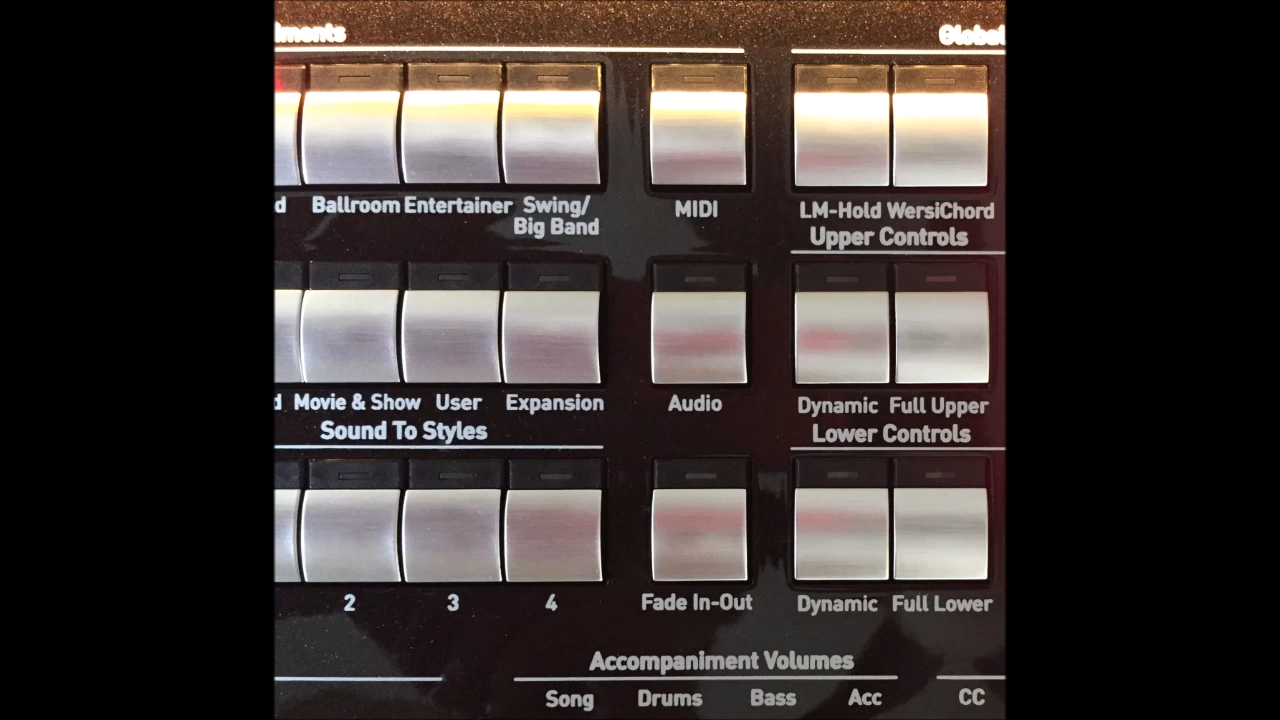 Global
Ballroom Entertainer Swing/
Big Band
MIDI
LM-Hold WersiChord
Upper Controls
Movie & Show User Expansion
Audio
Dynamic Full Upper
Sound To Styles
Lower Controls
2 3 4
Fade In-Out
Dynamic Full Lower
Accompaniment Volumes
Song Drums Bass Acc CC